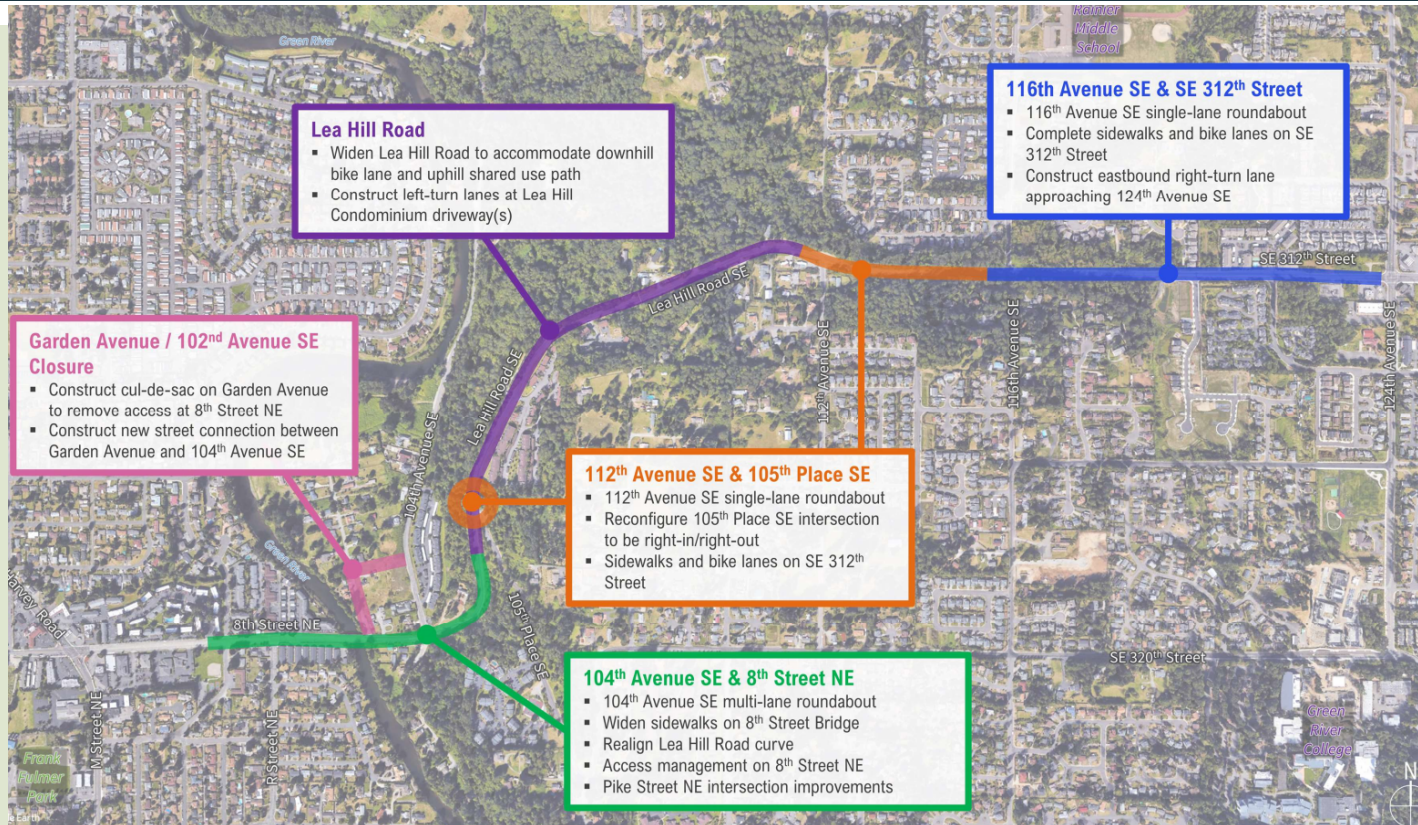 Rainier
Middle
School
Green River
116th Avenue SE & SE 312th Street
▪ 116th Avenue SE single-lane roundabout
▪ Complete sidewalks and bike lanes on SE
312th Street
▪ Construct eastbound right-turn lane
approaching 124th Avenue SE
Lea Hill Road
▪ Widen Lea Hill Road to accommodate downhill
bike lane and uphill shared use path
▪ Construct left-turn lanes at Lea Hill
Condominium driveway(s)
SE 312th Street
Lea Hill Road SE
Garden Avenue / 102nd Avenue SE
Closure
▪ Construct cul-de-sac on Garden Avenue
to remove access at 8th Street NE
▪ Construct new street connection between
Garden Avenue and 104th Avenue SE
Lea Hill Road SE
104th Avenue SE
112th Avenue SE
116th Avenue SE
124th Avenue SE
112th Avenue SE & 105th Place SE
▪ 112th Avenue SE single-lane roundabout
▪ Reconfigure 105th Place SE intersection
to be right-in/right-out
▪ Sidewalks and bike lanes on SE 312th
Street
Green River
Harvey Road
8th Street NE
105th Place SE
SE 320th Street
104th Avenue SE & 8th Street NE
▪ 104th Avenue SE multi-lane roundabout
▪ Widen sidewalks on 8th Street Bridge
▪ Realign Lea Hill Road curve
▪ Access management on 8th Street NE
▪ Pike Street NE intersection improvements
M Street NE
R Street NE
Green
River
College
Frank
Fulmer
Park
N
le Earth